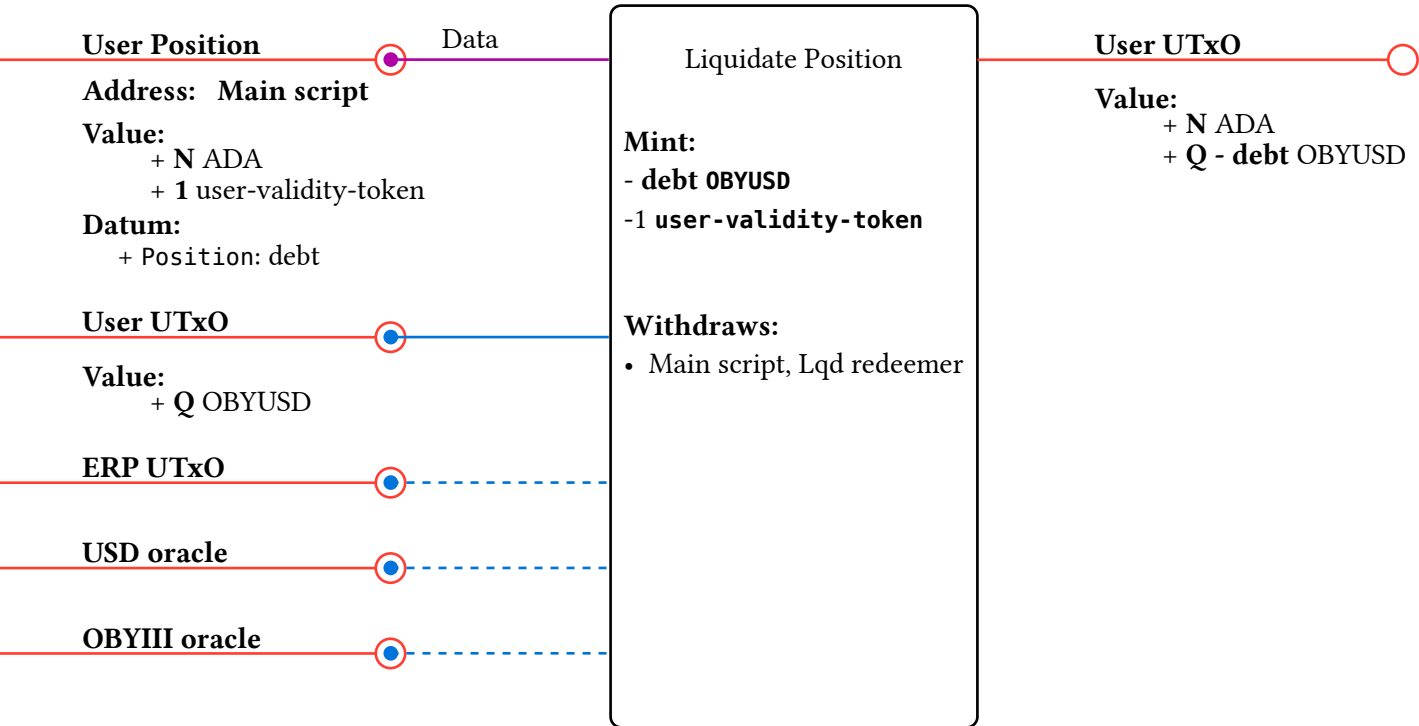 User Position
Data
Address: Main script
Value:
+ N ADA
+ 1 user-validity-token
Datum:
+ Position: debt
User UTxO
Value:
+ Q OBYUSD
ERP UTxO
USD oracle
OBYIII oracle
Liquidate Position
Mint:
- debt OBYUSD
-1 user-validity-token
Withdraws:
• Main script, Lqd redeemer
User UTxO
Value:
+ N ADA
+ Q - debt OBYUSD